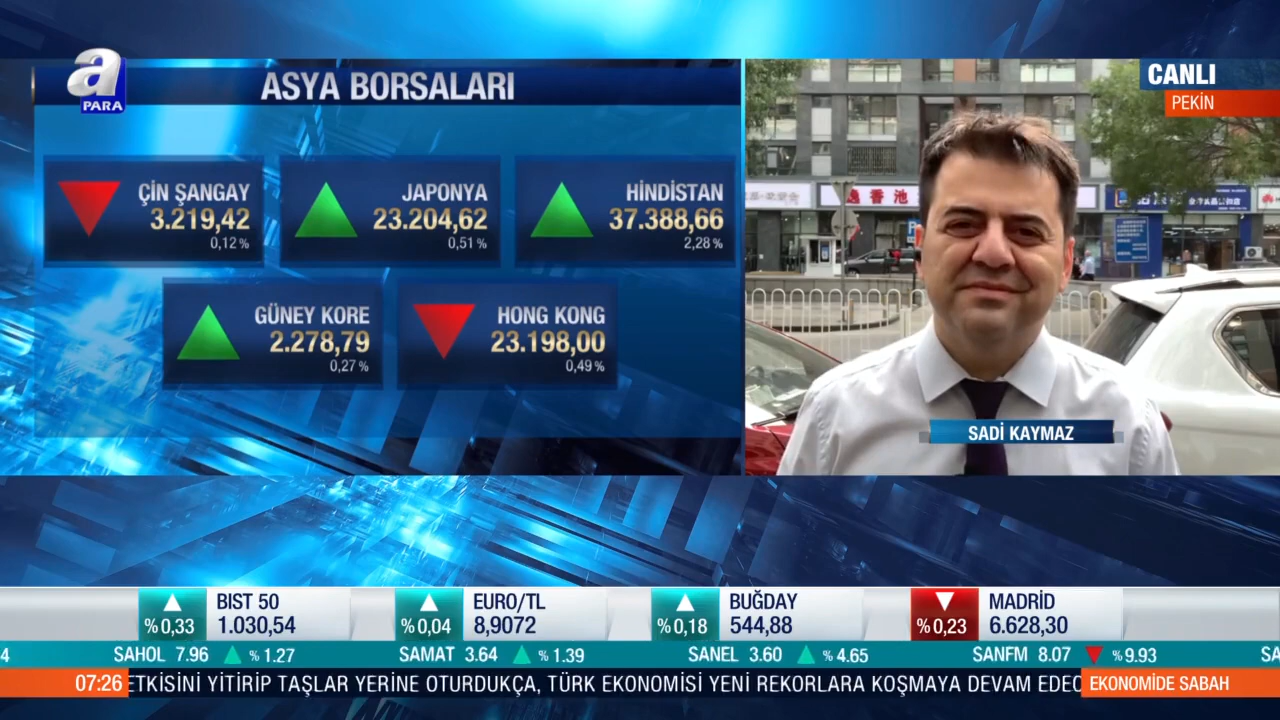 a
PARA
ASYA BORSALARI
CANLI
PEKİN
ÇİN ŞANGAY
3.219,42
0,12 %
JAPONYA
23.204,62
0,51 %
HİNDİSTAN
37.388,66
2,28 %
GÜNEY KORE
2.278,79
0,27 %
HONG KONG
23.198,00
0,49 %
香池
P
SADİ KAYMAZ
% 0,33
BIST 50
1.030,54
% 0,04
EURO/TL
8,9072
% 0,18
BUĞDAY
544,88
% 0,23
MADRİD
6.628,30
4 SAHOL 7.96 % 1.27 SAMAT 3.64 % 1.39 SANEL 3.60 % 4.65 SANFM 8.07 % 9.93 SA
07:26 ETKİSİNİ YİTİRİP TAŞLAR YERİNE OTURDUKÇA, TÜRK EKONOMİSİ YENİ REKORLARA KOŞMAYA DEVAM EDEC
EKONOMİDE SABAH